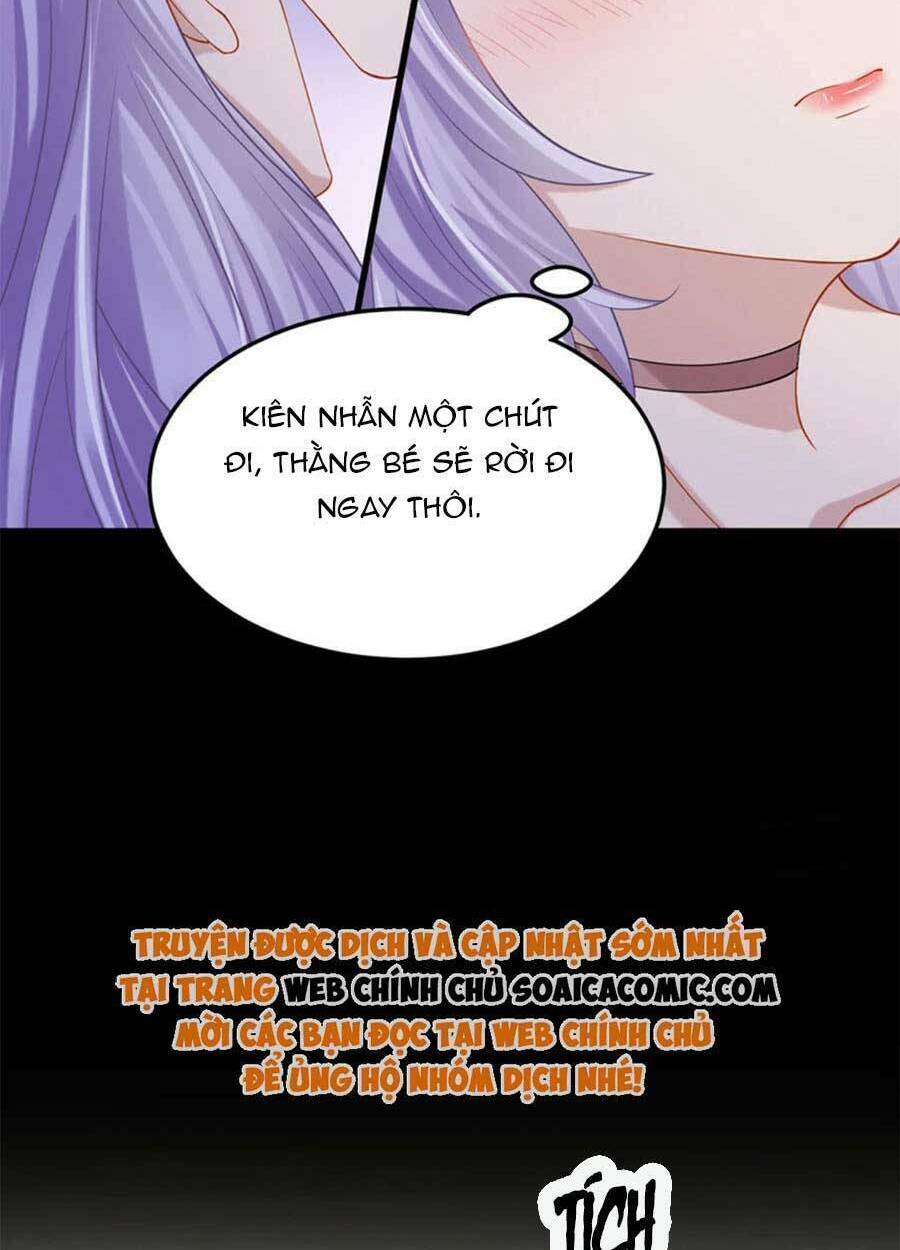 KIÊN NHẪN MỘT CHÚT
ĐI, THẰNG BÉ SẼ RỜI ĐI
NGAY THÔI.
TRUYỆN ĐƯỢC DỊCH VÀ CẬP NHẬT SỚM NHẤT
TẠI TRANG WEB CHÍNH CHỦ SOAICACOMIC.COM
MỜI CÁC BẠN ĐỌC TẠI WEB CHÍNH CHỦ
ĐỂ ỦNG HỘ NHÓM DỊCH NHÉ!
TÍCH